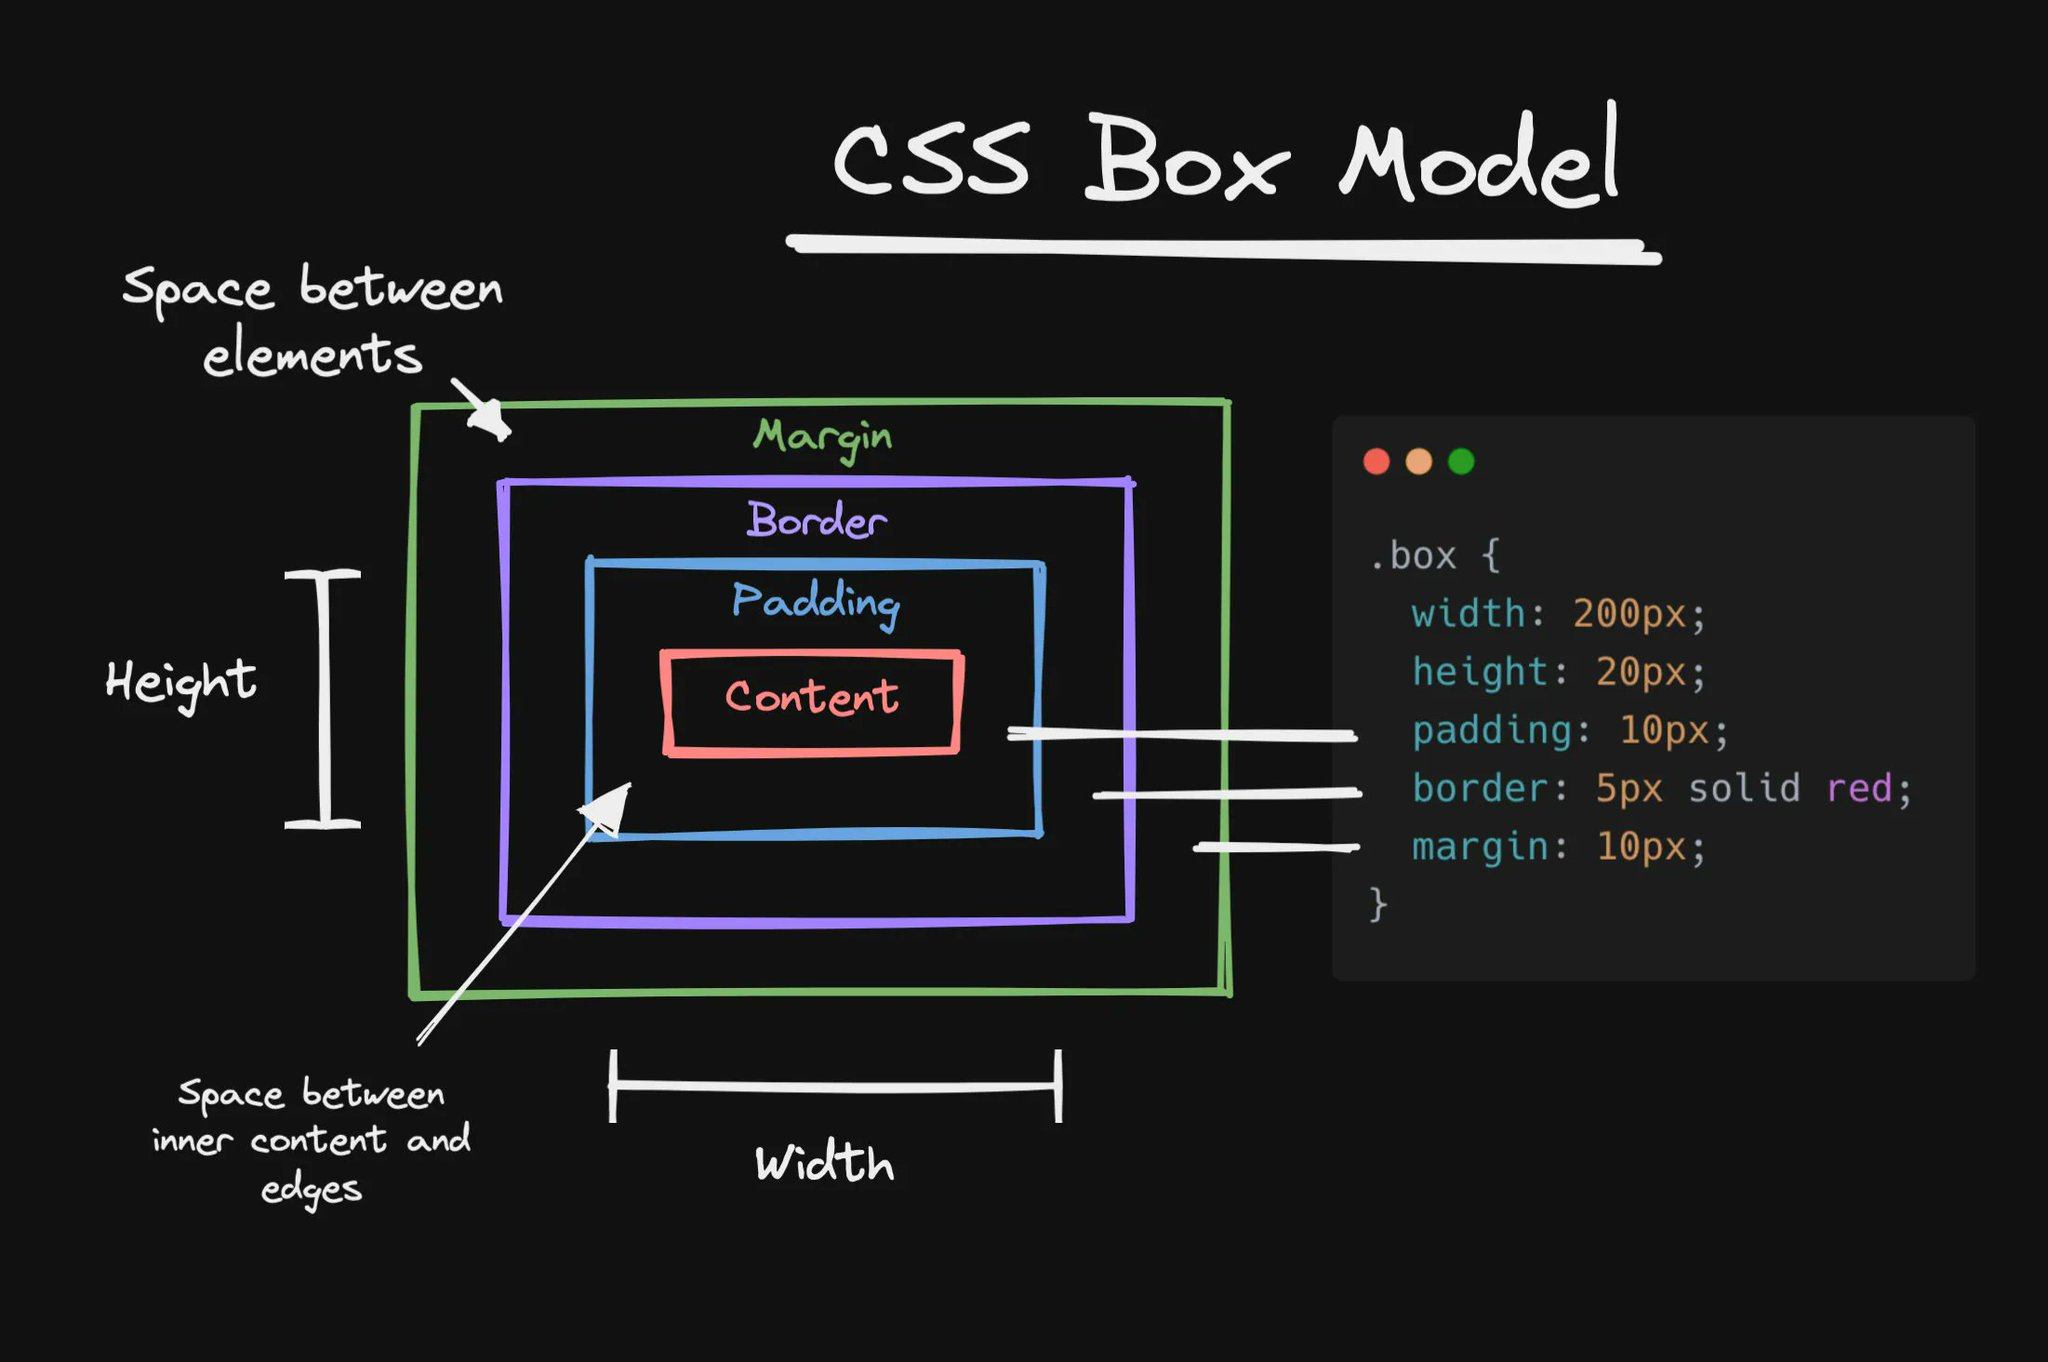 CSS Box Model
Space between
elements
Margin
Border
Padding
Content
Height
Width
Space between
inner content and
edges
.box {
  width: 200px;
  height: 20px;
  padding: 10px;
  border: 5px solid red;
  margin: 10px;
}